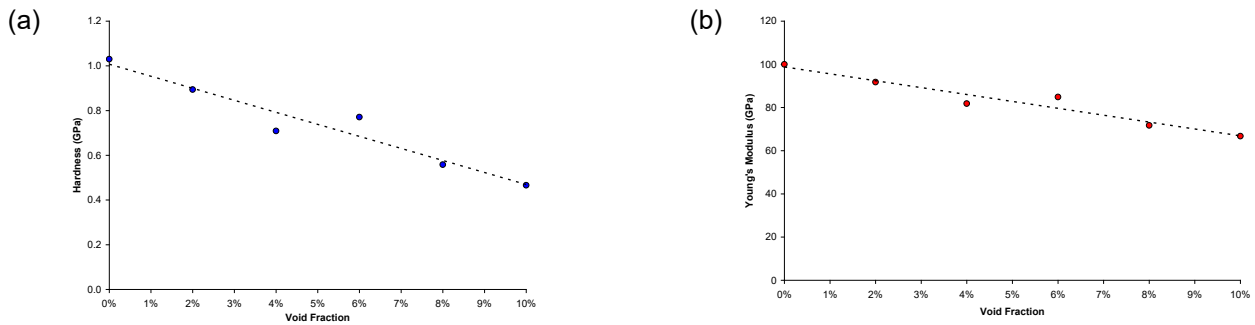 (a)
1.2
1.0
0.8
0.6
0.4
0.2
0.0
Hardness (GPa)
0% 1% 2% 3% 4% 5% 6% 7% 8% 9% 10%
Void Fraction
(b)
120
100
80
60
40
20
0
Young's Modulus (GPa)
0% 1% 2% 3% 4% 5% 6% 7% 8% 9% 10%
Void Fraction